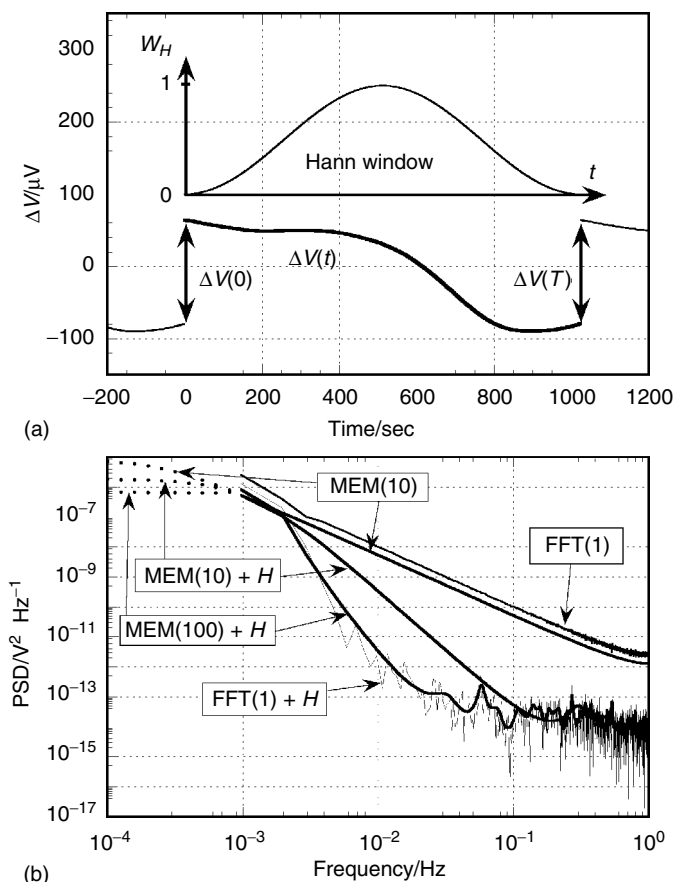 300
W_H
1
200
Hann window
t
0
100
ΔV/μV
ΔV(t)
0
ΔV(0)
ΔV(T)
−100
−200 0 200 400 600 800 1000 1200
(a)
Time/sec
MEM(10)
10⁻⁷
FFT(1)
MEM(10) + H
10⁻⁹
MEM(100) + H
10⁻¹¹
PSD/V² Hz⁻¹
FFT(1) + H
10⁻¹³
10⁻¹⁵
10⁻¹⁷
10⁻⁴ 10⁻³ 10⁻² 10⁻¹ 10⁰
(b)
Frequency/Hz